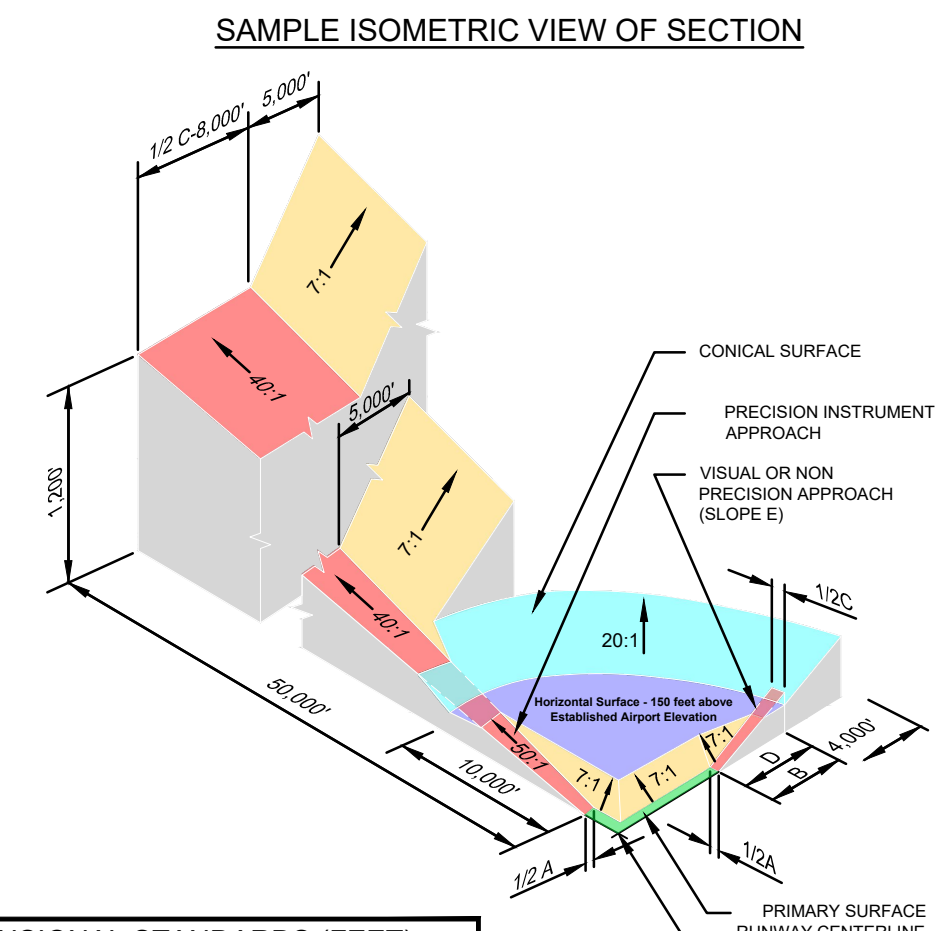 SAMPLE ISOMETRIC VIEW OF SECTION
1/2 C-8,000'
5,000'
7:1
40:1
5,000'
1,200'
7:1
40:1
CONICAL SURFACE
PRECISION INSTRUMENT
APPROACH
VISUAL OR NON
PRECISION APPROACH
(SLOPE E)
1/2C
20:1
Horizontal Surface - 150 feet above
Established Airport Elevation
50,000'
10,000'
50:1
7:1
7:1
7:1
D
B
4,000'
1/2 A
1/2A
PRIMARY SURFACE
RUNWAY CENTERLINE